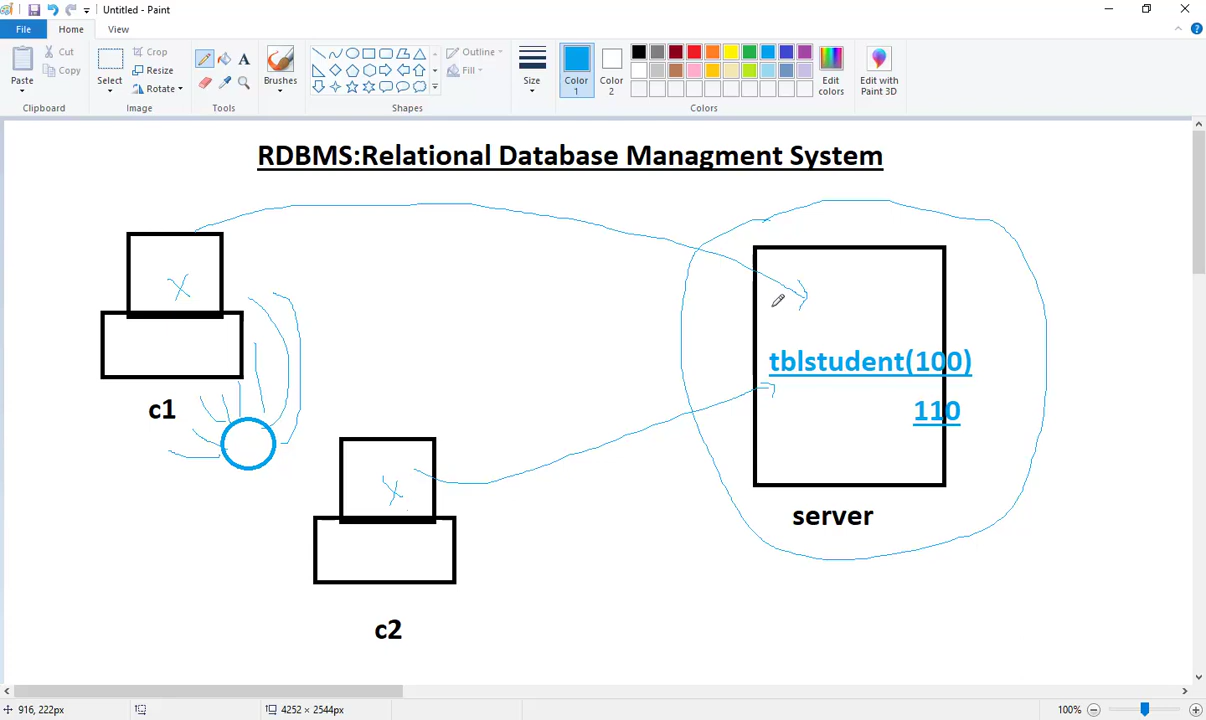 Untitled - Paint
File
Home
View
Paste
Cut
Copy
Clipboard
Select
Crop
Resize
Rotate
Image
Tools
Brushes
Outline
Fill
Shapes
Size
Color 1
Color 2
Edit colors
Colors
Edit with Paint 3D
RDBMS:Relational Database Managment System
X
c1
tblstudent(100)
110
X
server
c2
916, 222px
4252 × 2544px
100%